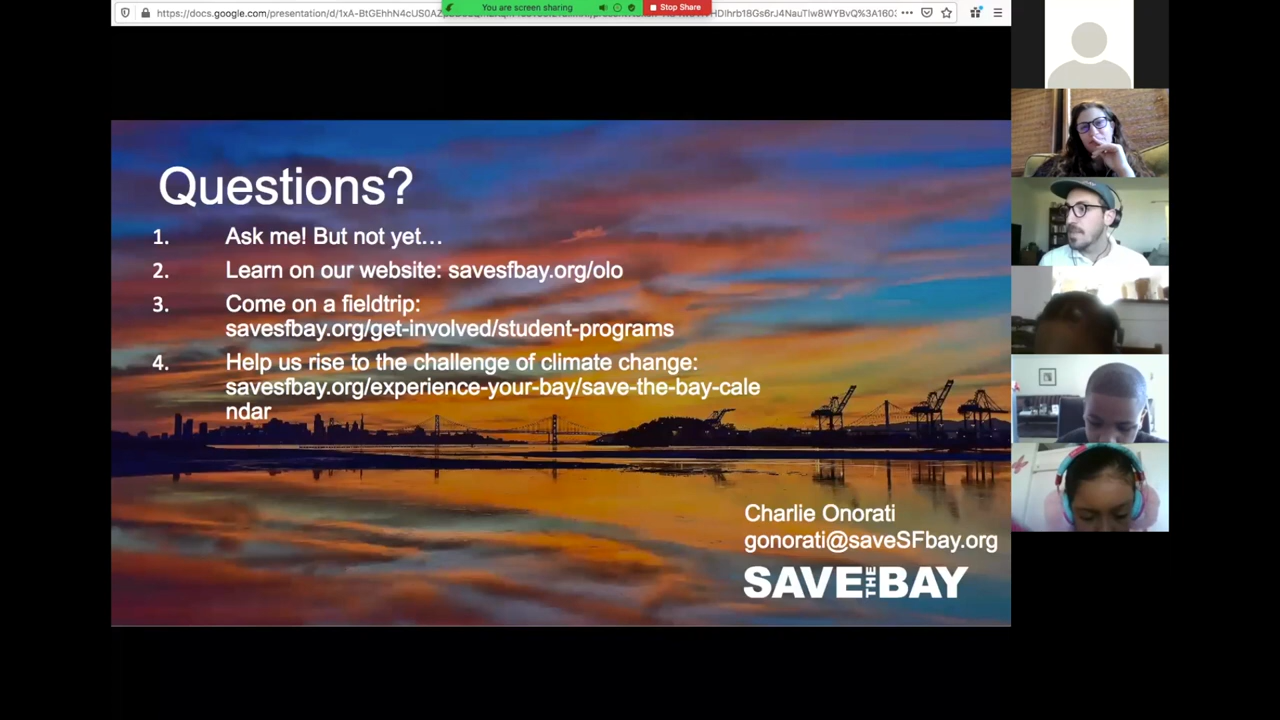 You are screen sharing
Stop Share
Questions?
1. Ask me! But not yet…
2. Learn on our website: savesfbay.org/olo
3. Come on a fieldtrip:
savesfbay.org/get-involved/student-programs
4. Help us rise to the challenge of climate change:
savesfbay.org/experience-your-bay/save-the-bay-cale
ndar
Charlie Onorati
gonorati@saveSFbay.org
SAVE THE BAY